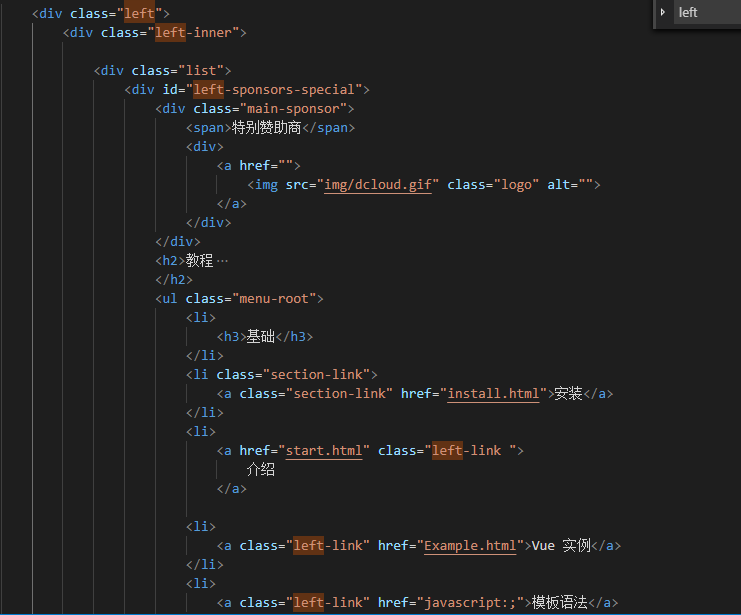 <div class="left">
left
<div class="left-inner">
<div class="list">
<div id="left-sponsors-special">
<div class="main-sponsor">
<span>特别赞助商</span>
<div>
<a href="">
<img src="img/dcloud.gif" class="logo" alt="">
</a>
</div>
</div>
<h2>教程…
</h2>
<ul class="menu-root">
<li>
<h3>基础</h3>
</li>
<li class="section-link">
<a class="section-link" href="install.html">安装</a>
</li>
<li>
<a href="start.html" class="left-link ">
介绍
</a>
<li>
<a class="left-link" href="Example.html">Vue 实例</a>
</li>
<li>
<a class="left-link" href="javascript:;">模板语法</a>